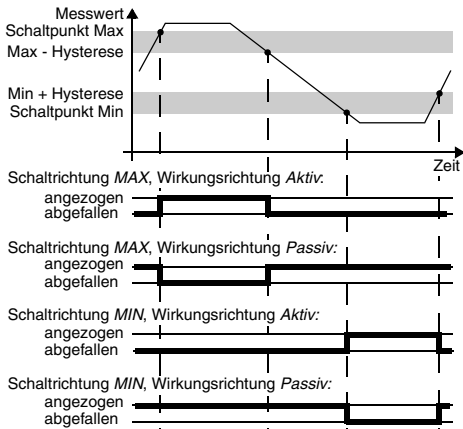 Messwert
Schaltpunkt Max
Max - Hysterese
Min + Hysterese
Schaltpunkt Min
Zeit
Schaltrichtung MAX, Wirkungsrichtung Aktiv:
angezogen
abgefallen
Schaltrichtung MAX, Wirkungsrichtung Passiv:
angezogen
abgefallen
Schaltrichtung MIN, Wirkungsrichtung Aktiv:
angezogen
abgefallen
Schaltrichtung MIN, Wirkungsrichtung Passiv:
angezogen
abgefallen